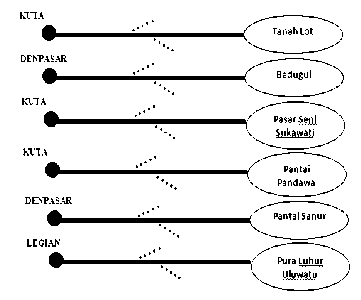 KUTA
Tanah Lot
DENPASAR
Bedugul
KUTA
Pasar Seni
Sukawati
KUTA
Pantai
Pandawa
DENPASAR
Pantai Sanur
LEGIAN
Pura Luhur
Uluwatu